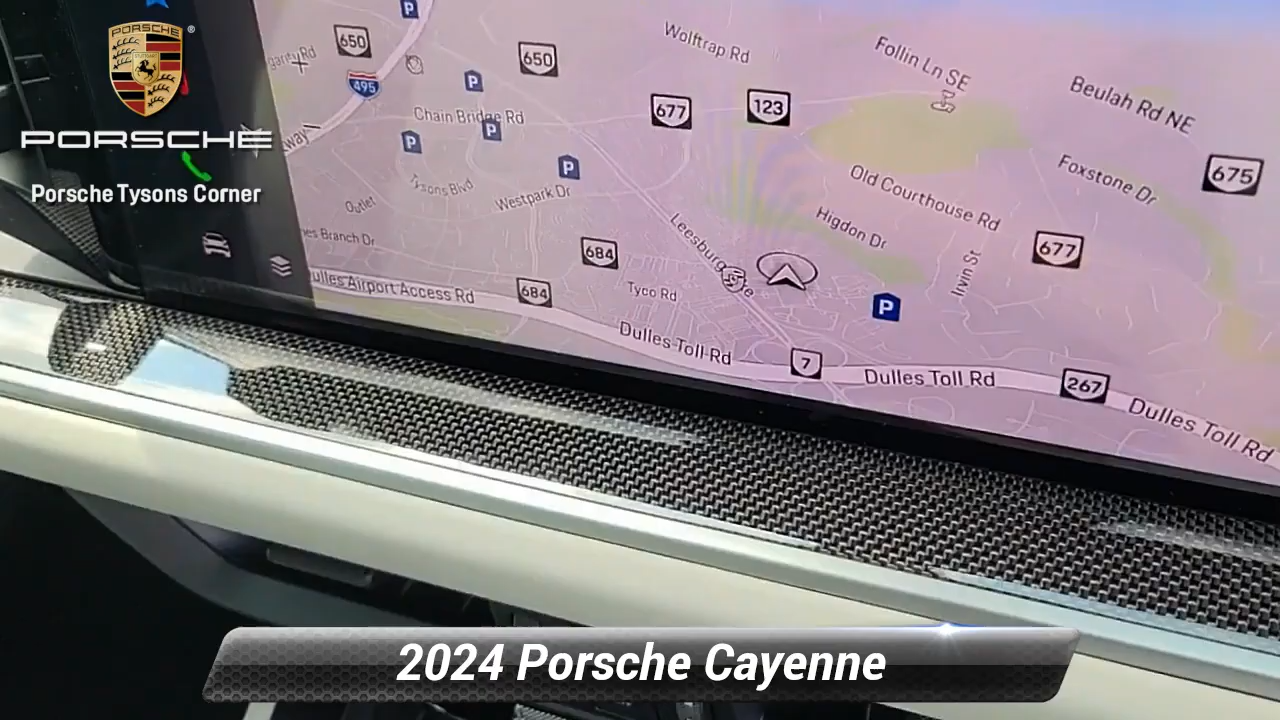 PORSCHE
PORSCHE
Porsche Tysons Corner
650
495
650
Wolftrap Rd
Follin Ln SE
Beulah Rd NE
Chain Bridge Rd
677
123
P
P
P
P
P
Tysons Blvd
Westpark Dr
Outlet
Old Courthouse Rd
Foxstone Dr
675
Higdon Dr
Leesburg
684
677
Irvin St
Tyco Rd
P
Airport Access Rd
684
Dulles Toll Rd
7
Dulles Toll Rd
267
Dulles Toll Rd
2024 Porsche Cayenne